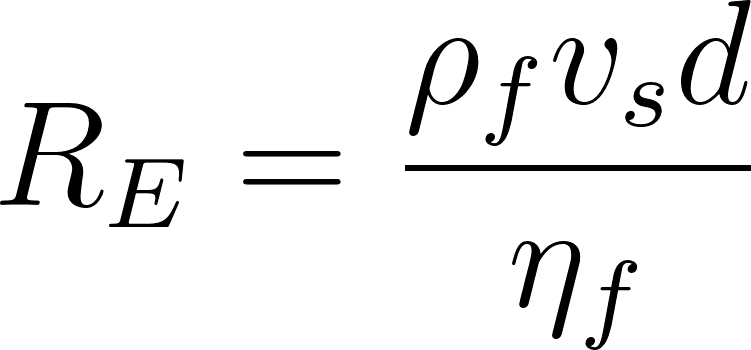 R_E = \frac{\rho_f v_s d}{\eta_f}